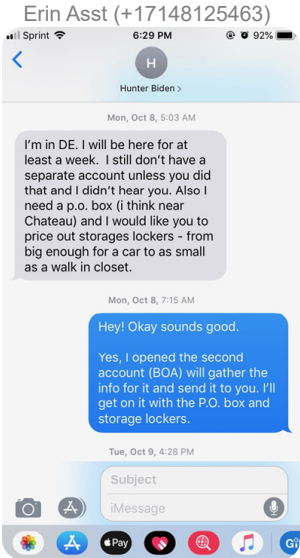 Erin Asst (+17148125463)
Sprint 6:29 PM 92%
H
Hunter Biden >
Mon, Oct 8, 5:03 AM
I'm in DE. I will be here for at
least a week.  I still don't have a
separate account unless you did
that and I didn't hear you. Also I
need a p.o. box (i think near
Chateau) and I would like you to
price out storages lockers - from
big enough for a car to as small
as a walk in closet.
Mon, Oct 8, 7:15 AM
Hey! Okay sounds good.
Yes, I opened the second
account (BOA) will gather the
info for it and send it to you. I'll
get on it with the P.O. box and
storage lockers.
Tue, Oct 9, 4:28 PM
Subject
iMessage
Pay
Gi